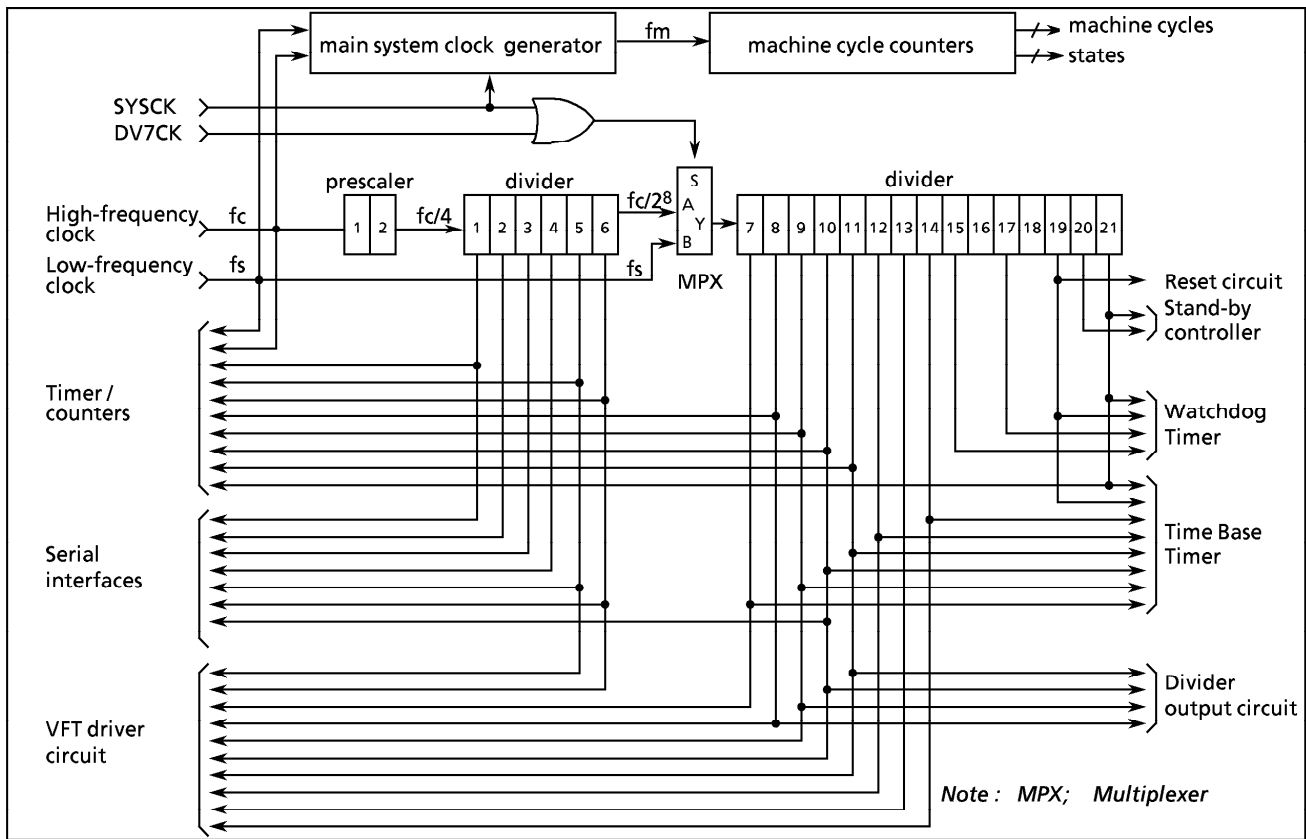 main system clock generator
fm
machine cycle counters
machine cycles
states
SYSCK
DV7CK
prescaler
divider
divider
High-frequency
clock
fc
1 2
fc/4
1 2 3 4 5 6
fc/2⁸
S
A
Y
B
MPX
7 8 9 10 11 12 13 14 15 16 17 18 19 20 21
Low-frequency
clock
fs
fs
Reset circuit
Stand-by
controller
Timer /
counters
Watchdog
Timer
Serial
interfaces
Time Base
Timer
VFT driver
circuit
Divider
output circuit
Note : MPX; Multiplexer